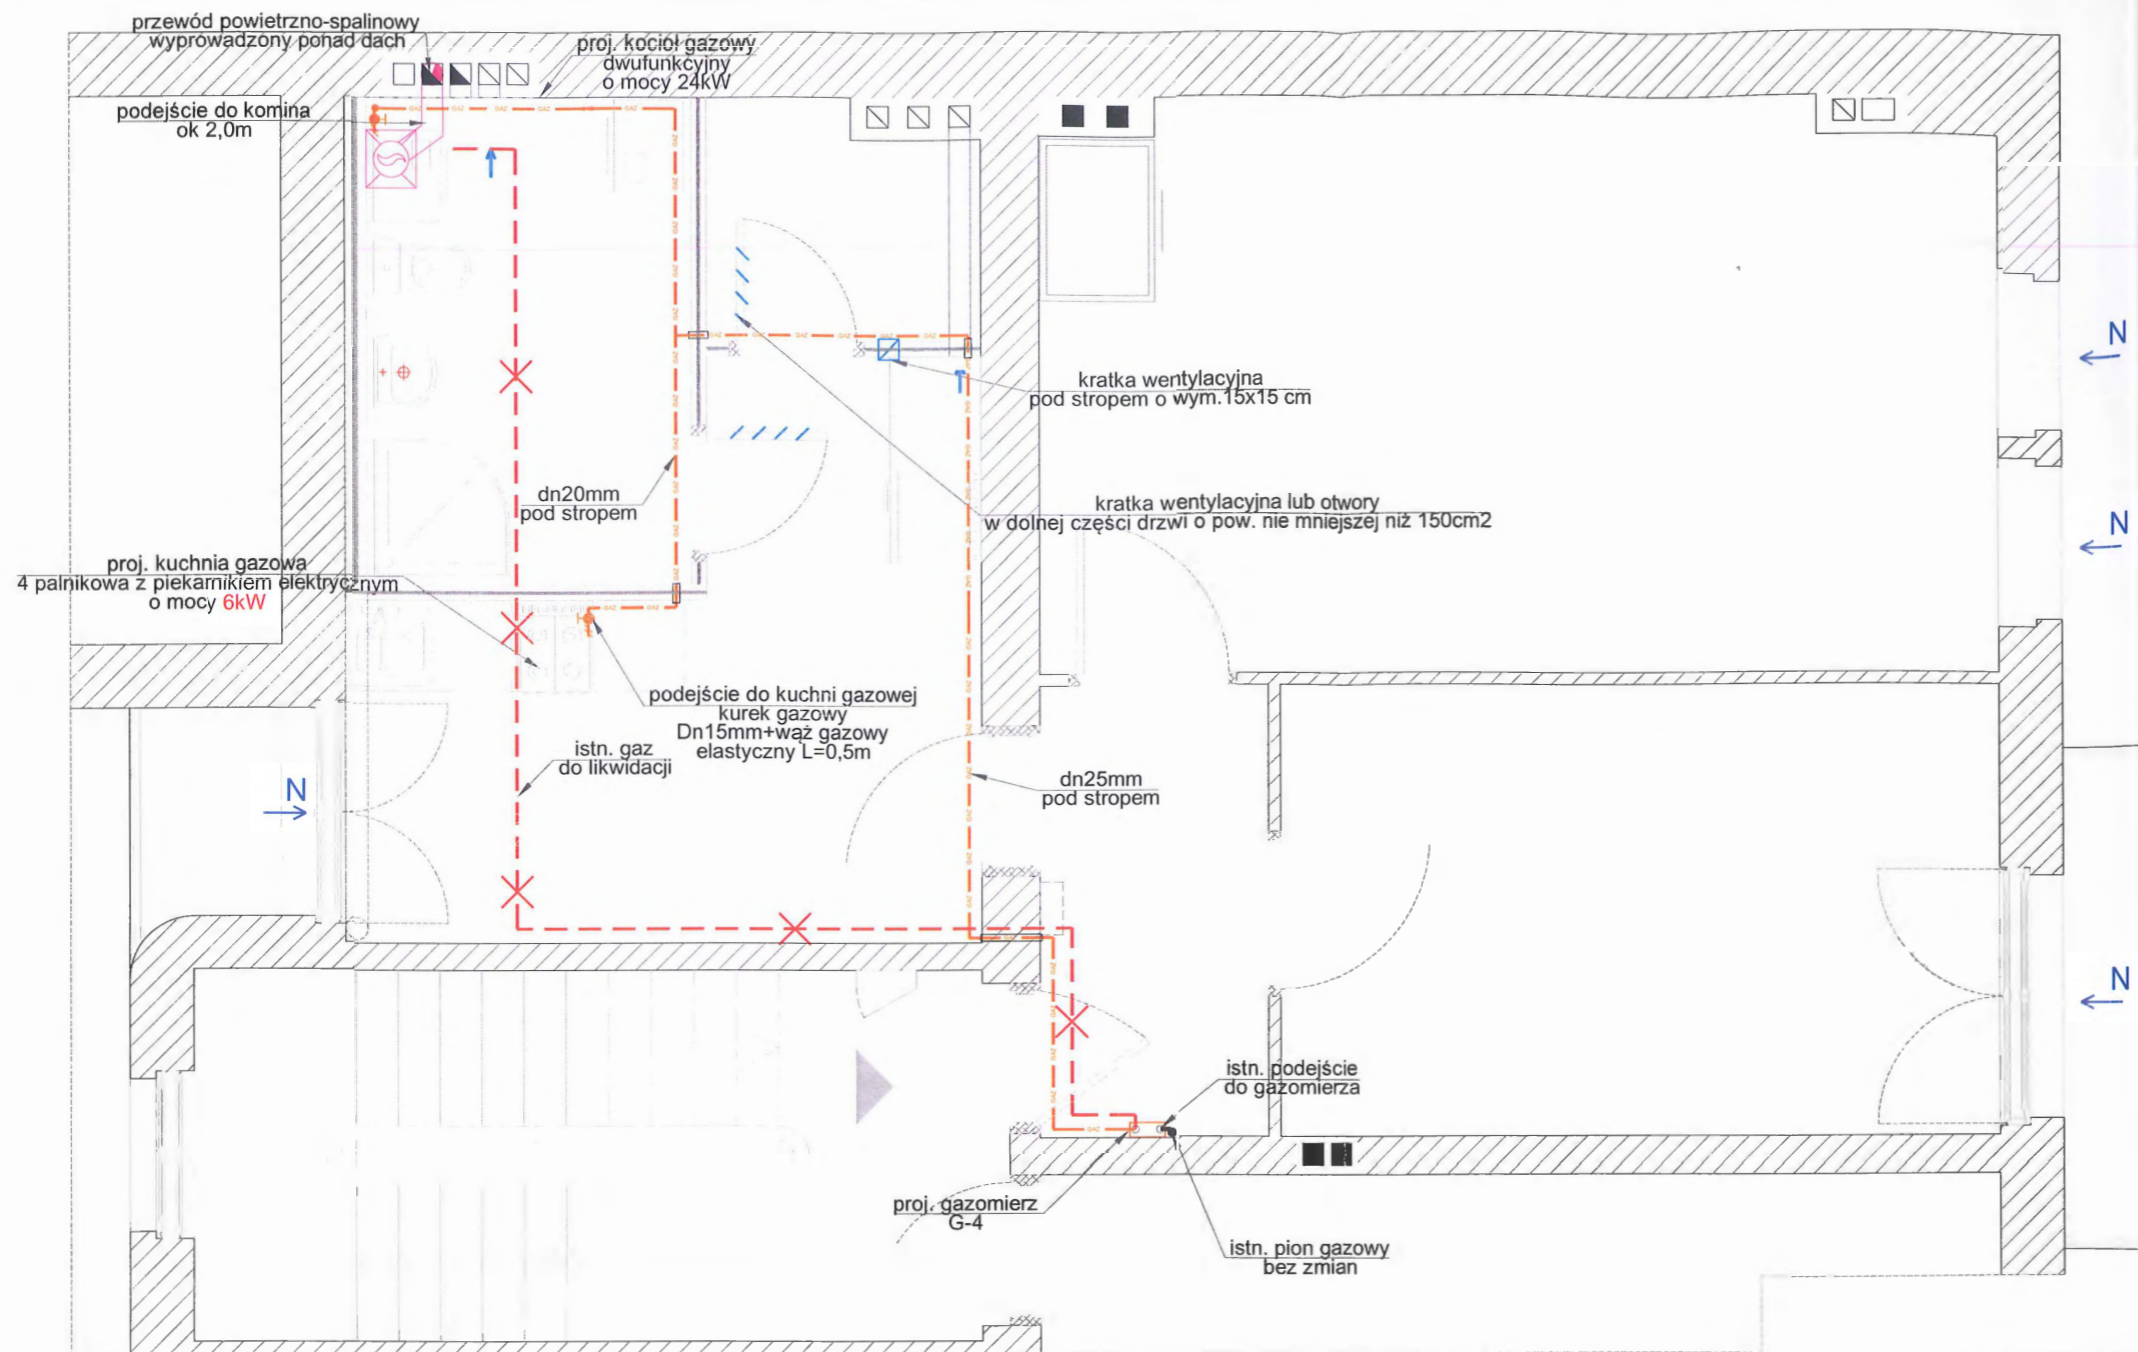 przewód powietrzno-spalinowy
wyprowadzony ponad dach
proj. kocioł gazowy
dwufunkcyjny
o mocy 24kW
podejście do komina
ok 2,0m
kratka wentylacyjna
pod stropem o wym.15x15 cm
N
dn20mm
pod stropem
kratka wentylacyjna lub otwory
w dolnej części drzwi o pow. nie mniejszej niż 150cm2
N
proj. kuchnia gazowa
4 palnikowa z piekarnikiem elektrycznym
o mocy 6kW
podejście do kuchni gazowej
kurek gazowy
Dn15mm+wąż gazowy
elastyczny L=0,5m
istn. gaz
do likwidacji
dn25mm
pod stropem
N
N
istn. podejście
do gazomierza
proj. gazomierz
G-4
istn. pion gazowy
bez zmian